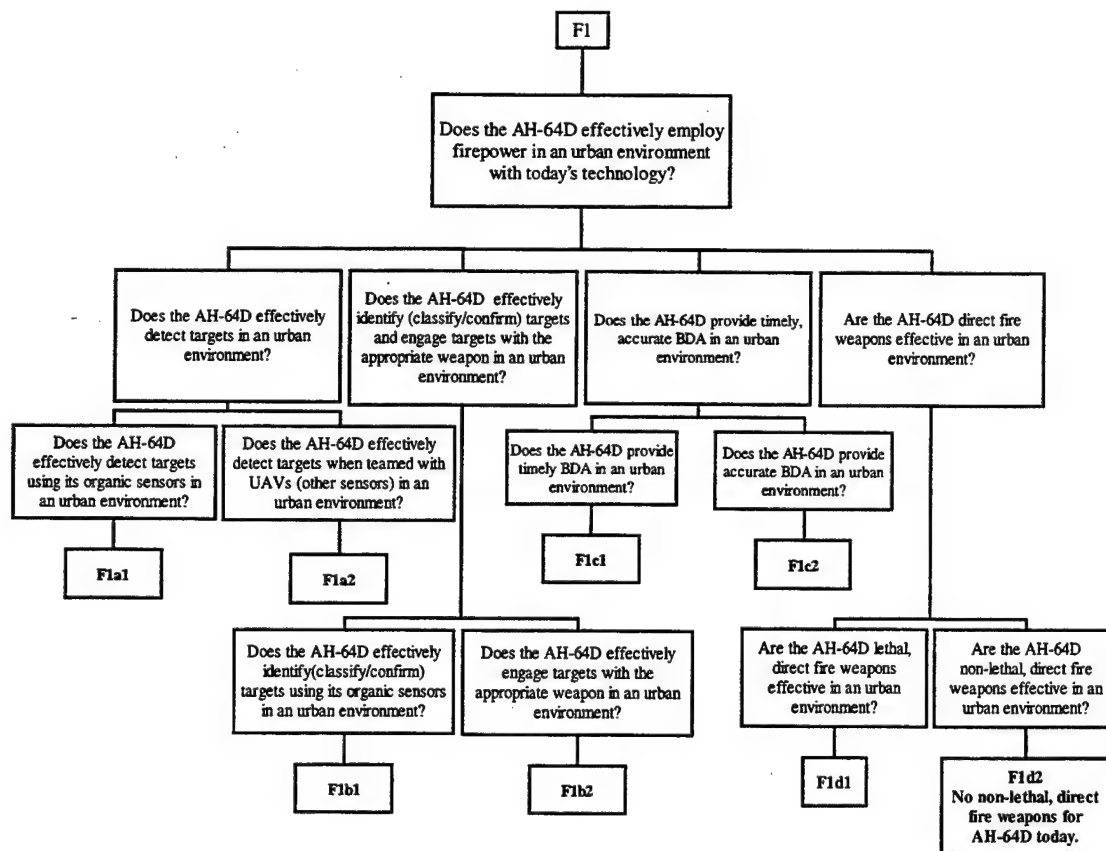 F1
Does the AH-64D effectively employ
firepower in an urban environment
with today's technology?
Does the AH-64D effectively
detect targets in an urban
environment?
Does the AH-64D effectively
identify (classify/confirm) targets
and engage targets with the
appropriate weapon in an urban
environment?
Does the AH-64D provide timely,
accurate BDA in an urban
environment?
Are the AH-64D direct fire
weapons effective in an urban
environment?
Does the AH-64D
effectively detect targets
using its organic sensors in
an urban environment?
Does the AH-64D effectively
detect targets when teamed with
UAVs (other sensors) in an
urban environment?
Does the AH-64D provide
timely BDA in an urban
environment?
Does the AH-64D provide
accurate BDA in an urban
environment?
F1a1
F1a2
F1c1
F1c2
Does the AH-64D effectively
identify(classify/confirm)
targets using its organic sensors
in an urban environment?
Does the AH-64D effectively
engage targets with the
appropriate weapon in an urban
environment?
Are the AH-64D lethal,
direct fire weapons
effective in an urban
environment?
Are the AH-64D
non-lethal, direct fire
weapons effective in an
urban environment?
F1b1
F1b2
F1d1
F1d2
No non-lethal, direct
fire weapons for
AH-64D today.